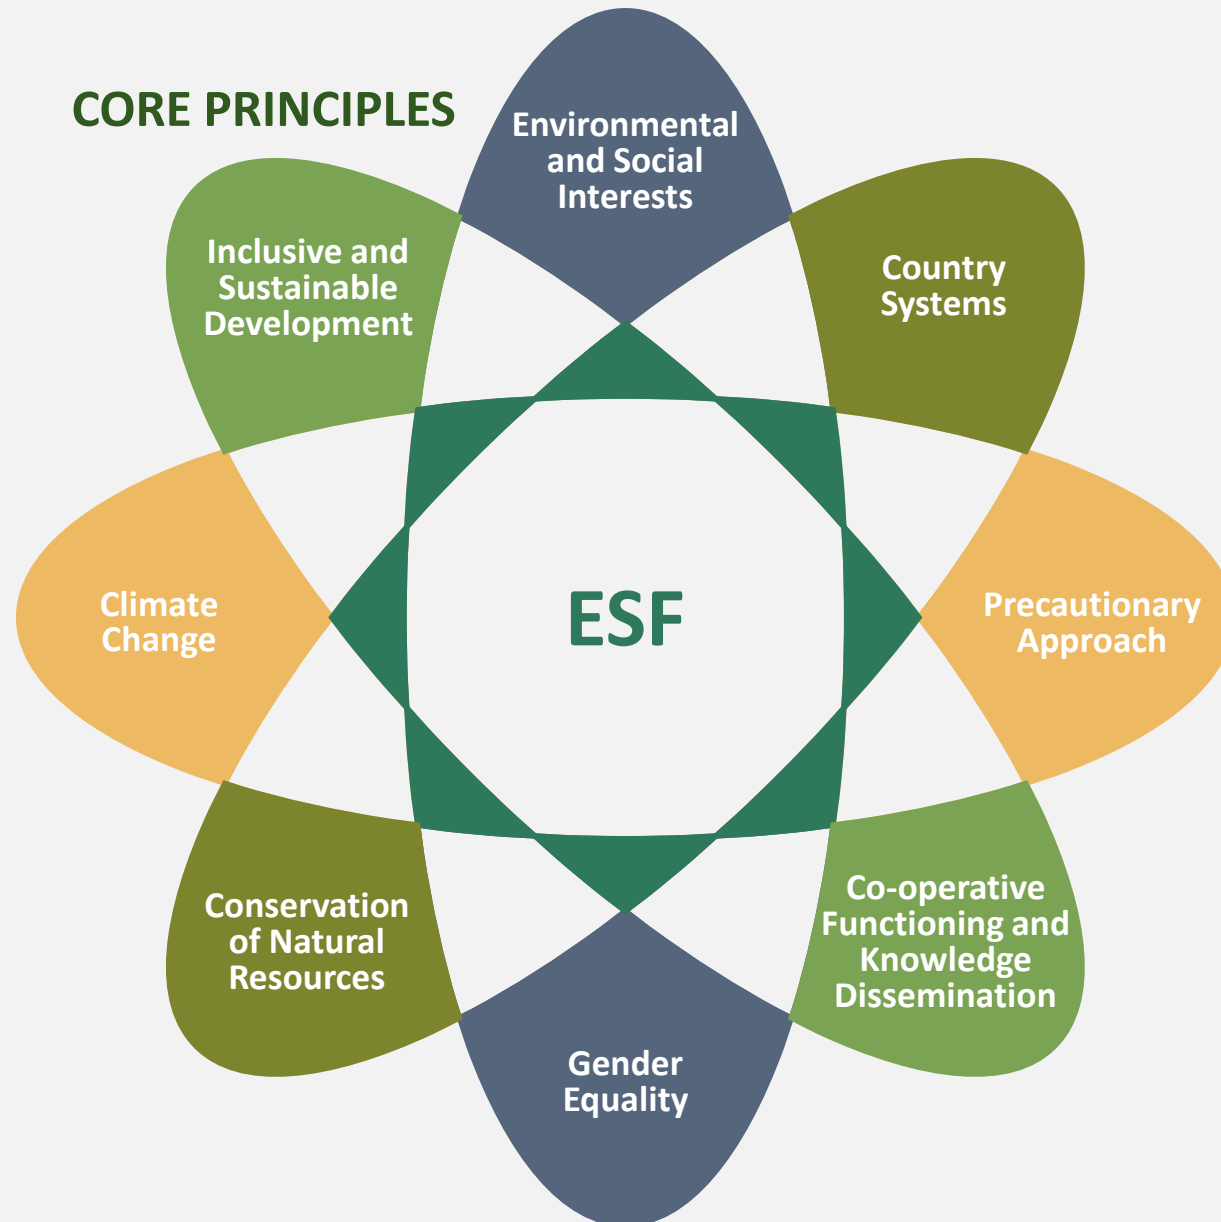 CORE PRINCIPLES
Environmental
and Social
Interests
Country
Systems
Precautionary
Approach
Co-operative
Functioning and
Knowledge
Dissemination
Gender
Equality
Conservation
of Natural
Resources
Climate
Change
Inclusive and
Sustainable
Development
ESF